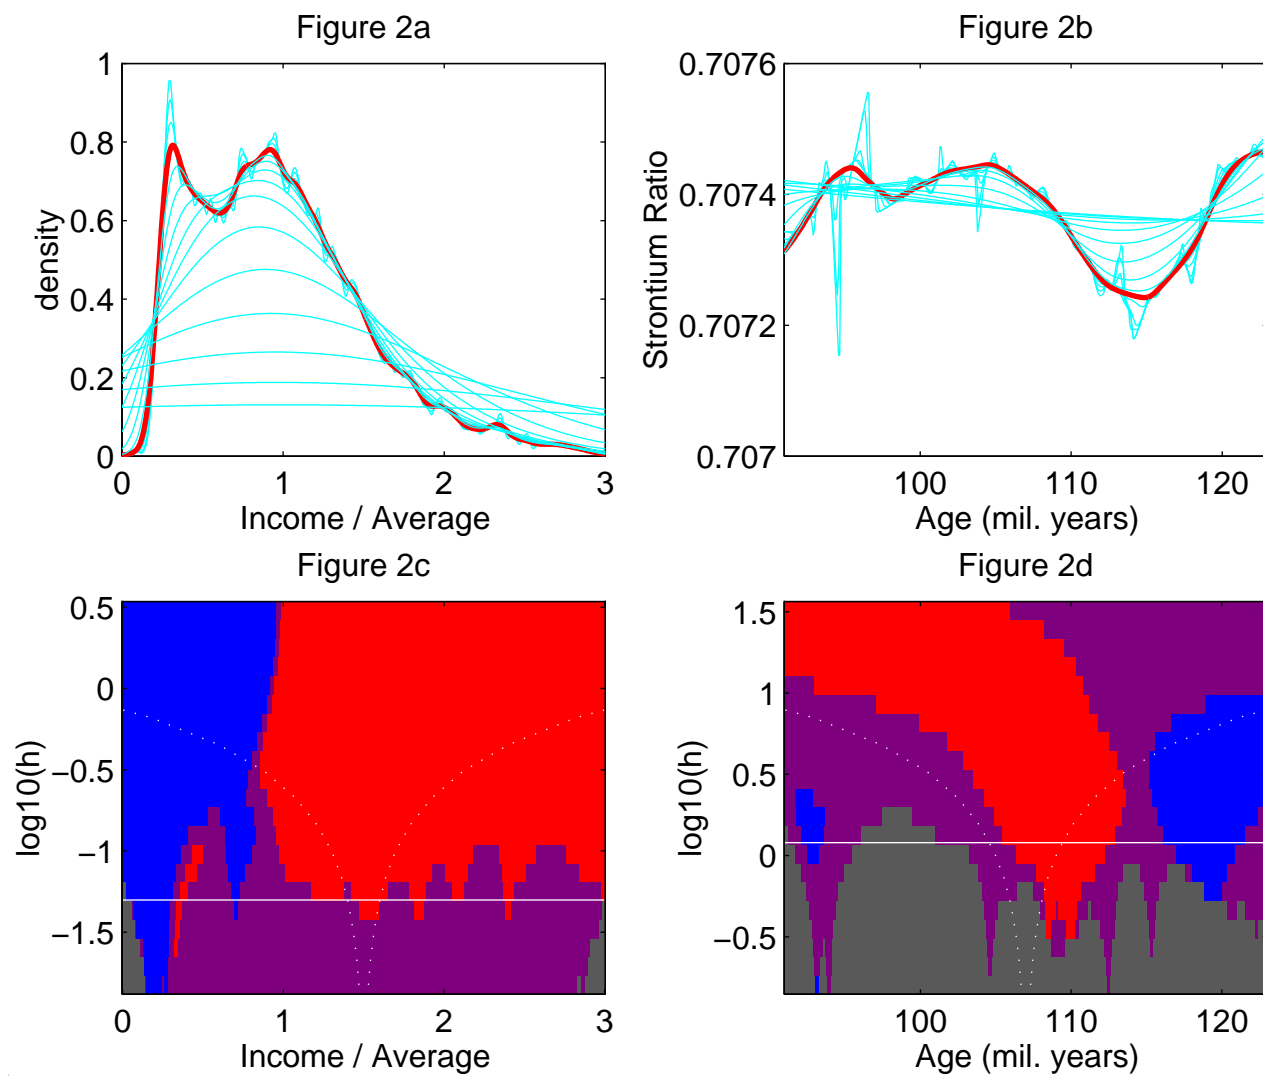 Figure 2a
1
0.8
0.6
0.4
0.2
0
density
0
1
2
3
Income / Average
Figure 2b
0.7076
0.7074
0.7072
0.707
Strontium Ratio
100
110
120
Age (mil. years)
Figure 2c
0.5
0
−0.5
−1
−1.5
log10(h)
0
1
2
3
Income / Average
Figure 2d
1.5
1
0.5
0
−0.5
log10(h)
100
110
120
Age (mil. years)